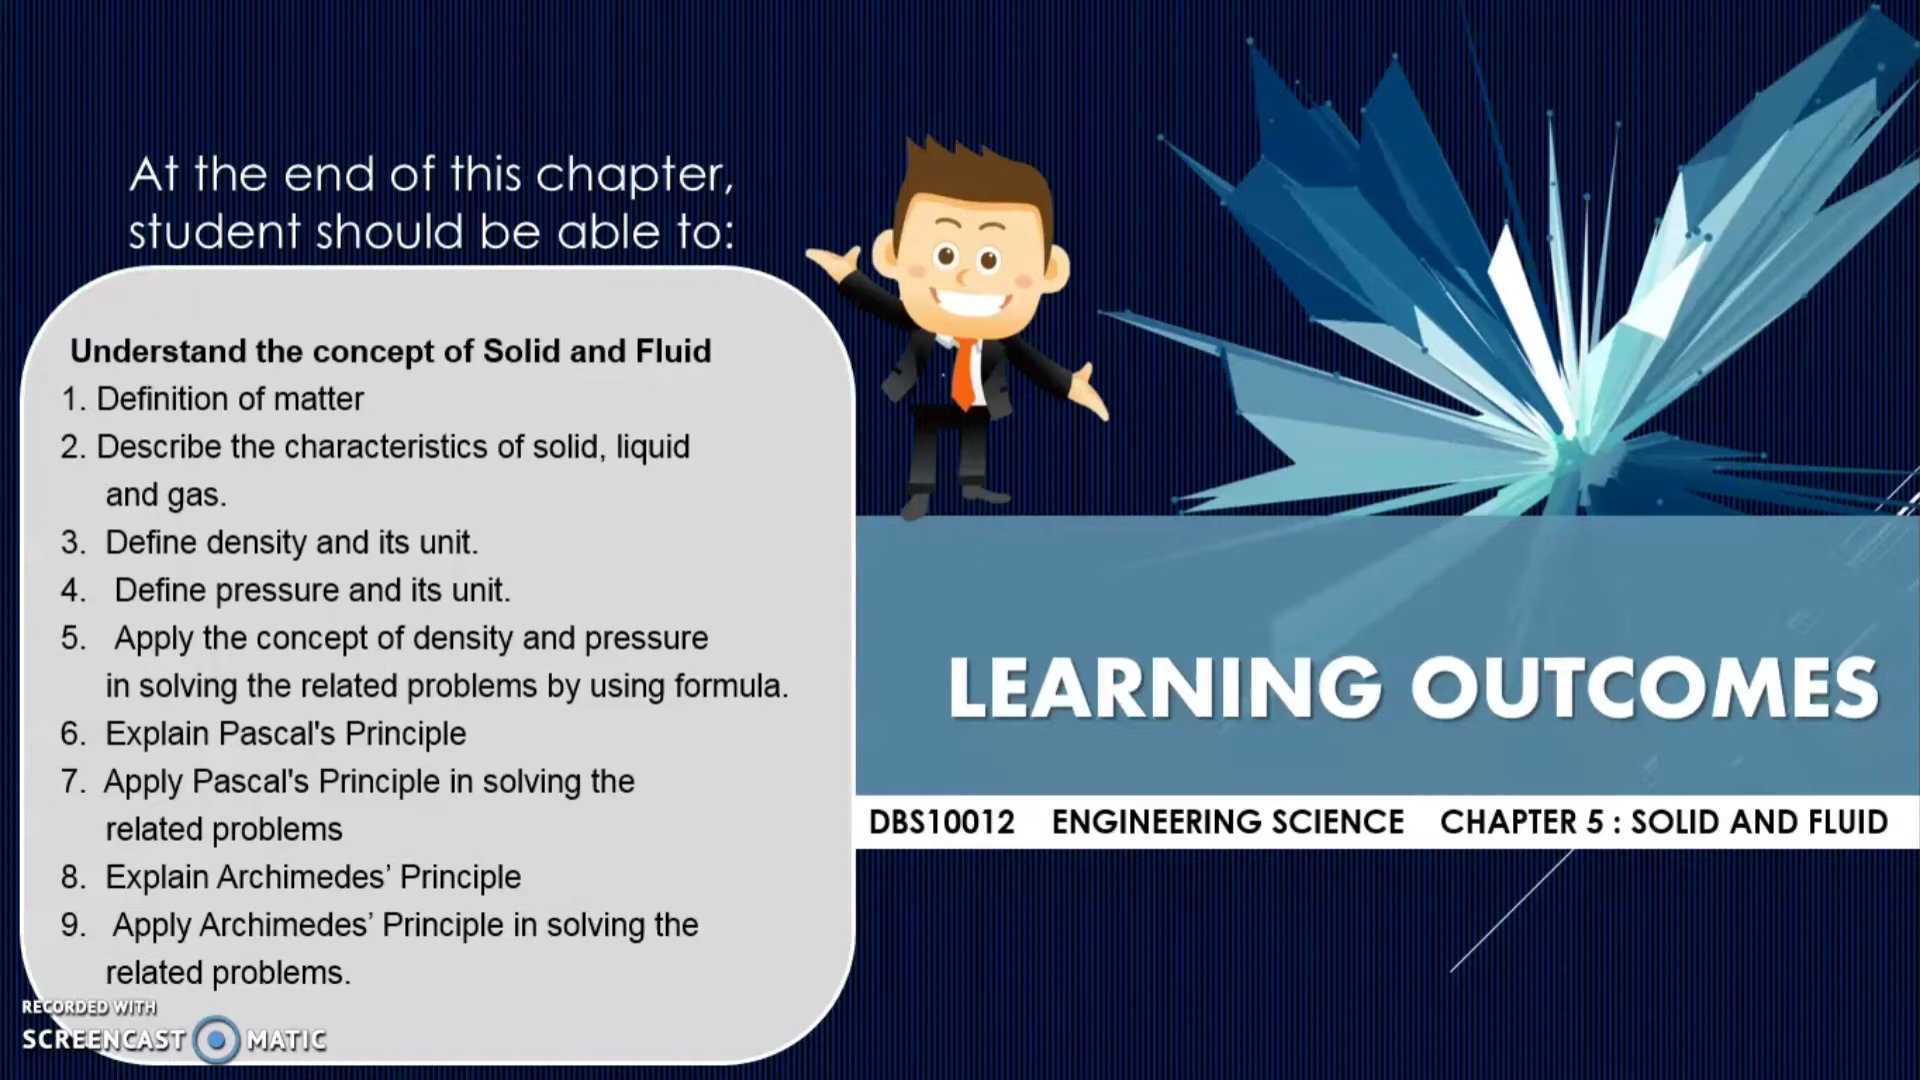 At the end of this chapter,
student should be able to:
Understand the concept of Solid and Fluid
1. Definition of matter
2. Describe the characteristics of solid, liquid
and gas.
3. Define density and its unit.
4. Define pressure and its unit.
5. Apply the concept of density and pressure
in solving the related problems by using formula.
6. Explain Pascal's Principle
7. Apply Pascal's Principle in solving the
related problems
8. Explain Archimedes’ Principle
9. Apply Archimedes’ Principle in solving the
related problems.
LEARNING OUTCOMES
DBS10012 ENGINEERING SCIENCE CHAPTER 5 : SOLID AND FLUID
RECORDED WITH
SCREENCAST MATIC